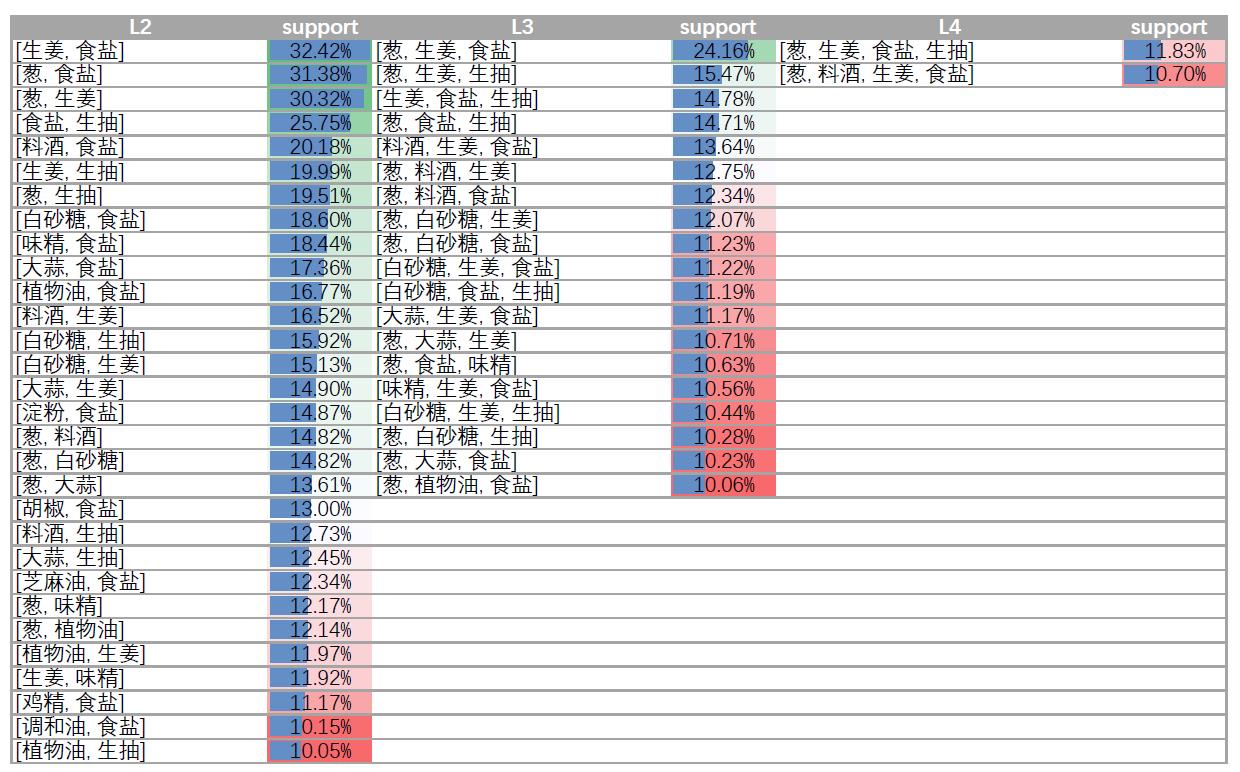 L2 support L3 support L4 support
[生姜, 食盐] 32.42% [葱, 生姜, 食盐] 24.16% [葱, 生姜, 食盐, 生抽] 11.83%
[葱, 食盐] 31.38% [葱, 生姜, 生抽] 15.47% [葱, 料酒, 生姜, 食盐] 10.70%
[葱, 生姜] 30.32% [生姜, 食盐, 生抽] 14.78%
[食盐, 生抽] 25.75% [葱, 食盐, 生抽] 14.71%
[料酒, 食盐] 20.18% [料酒, 生姜, 食盐] 13.64%
[生姜, 生抽] 19.99% [葱, 料酒, 生姜] 12.75%
[葱, 生抽] 19.51% [葱, 料酒, 食盐] 12.34%
[白砂糖, 食盐] 18.60% [葱, 白砂糖, 生姜] 12.07%
[味精, 食盐] 18.44% [葱, 白砂糖, 食盐] 11.23%
[大蒜, 食盐] 17.36% [白砂糖, 生姜, 食盐] 11.22%
[植物油, 食盐] 16.77% [白砂糖, 食盐, 生抽] 11.19%
[料酒, 生姜] 16.52% [大蒜, 生姜, 食盐] 11.17%
[白砂糖, 生抽] 15.92% [葱, 大蒜, 生姜] 10.71%
[白砂糖, 生姜] 15.13% [葱, 食盐, 味精] 10.63%
[大蒜, 生姜] 14.90% [味精, 生姜, 食盐] 10.56%
[淀粉, 食盐] 14.87% [白砂糖, 生姜, 生抽] 10.44%
[葱, 料酒] 14.82% [葱, 白砂糖, 生抽] 10.28%
[葱, 白砂糖] 14.82% [葱, 大蒜, 食盐] 10.23%
[葱, 大蒜] 13.61% [葱, 植物油, 食盐] 10.06%
[胡椒, 食盐] 13.00%
[料酒, 生抽] 12.73%
[大蒜, 生抽] 12.45%
[芝麻油, 食盐] 12.34%
[葱, 味精] 12.17%
[葱, 植物油] 12.14%
[植物油, 生姜] 11.97%
[生姜, 味精] 11.92%
[鸡精, 食盐] 11.17%
[调和油, 食盐] 10.15%
[植物油, 生抽] 10.05%